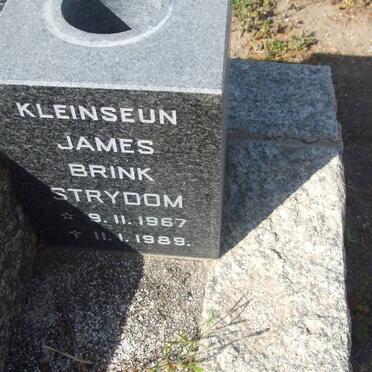 KLEINSEUN
JAMES
BRINK
STRYDOM
☆ 9.11.1967
✝ 11.1.1989.